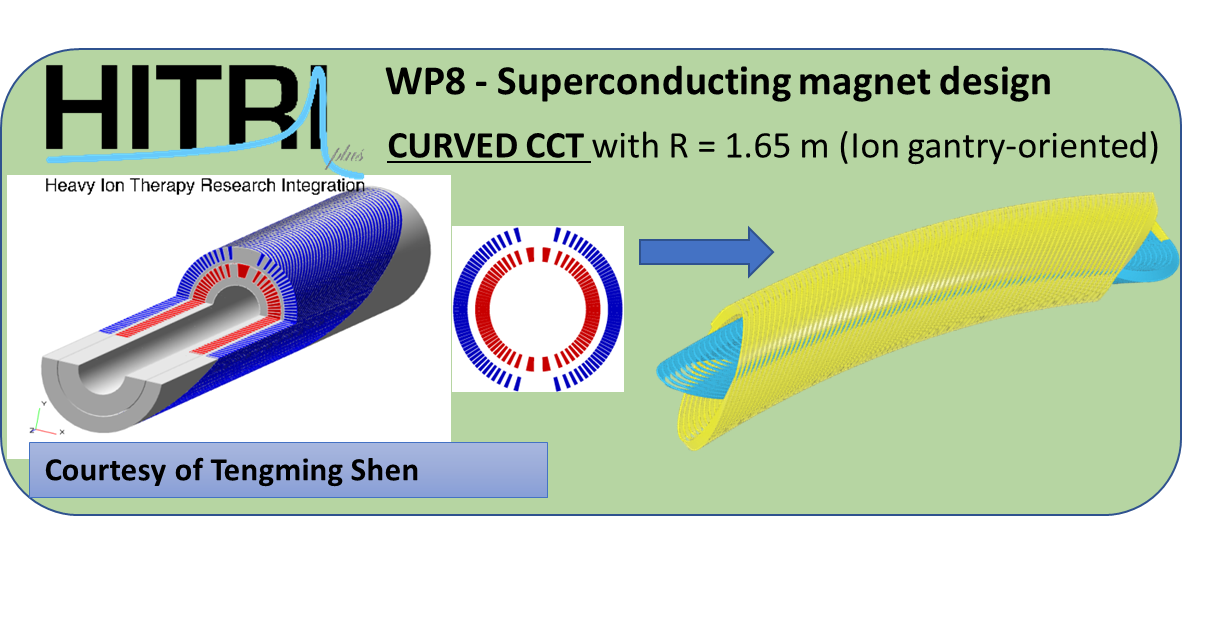 HITRI
plus
Heavy Ion Therapy Research Integration
WP8 - Superconducting magnet design
CURVED CCT with R = 1.65 m (Ion gantry-oriented)
Y
Z
X
Courtesy of Tengming Shen